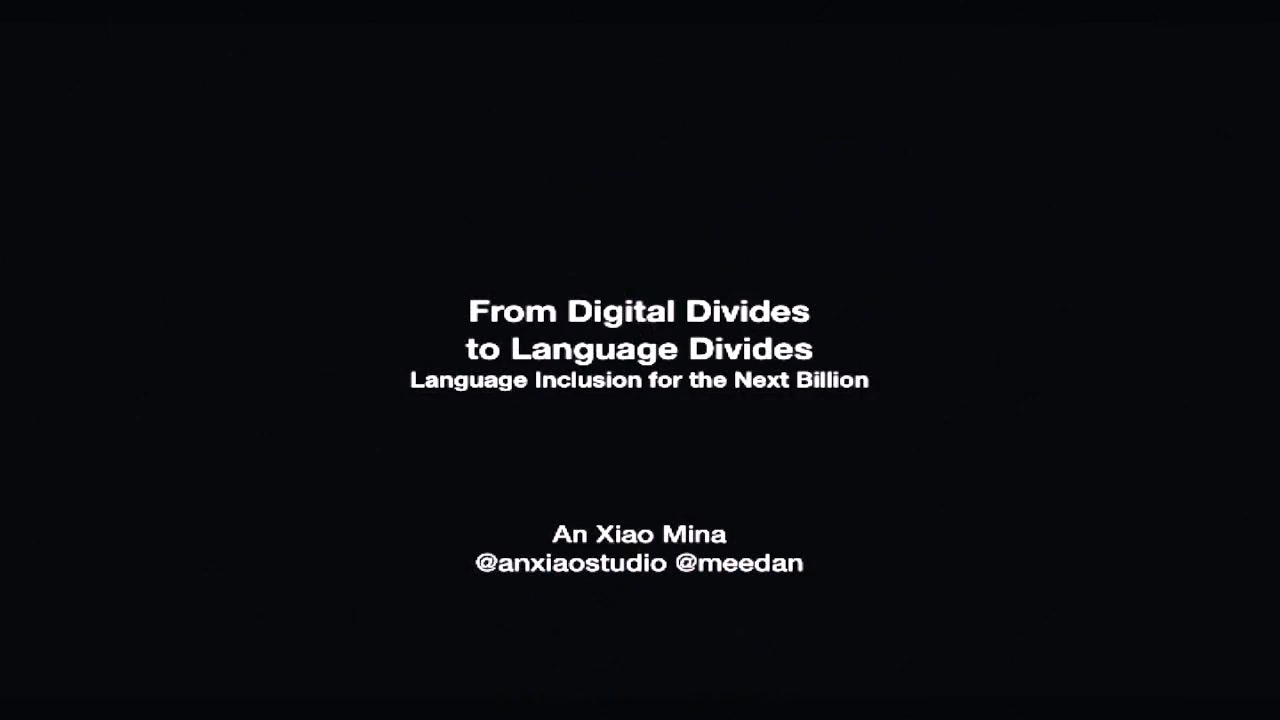 From Digital Divides
to Language Divides
Language Inclusion for the Next Billion
An Xiao Mina
@anxiaostudio @meedan